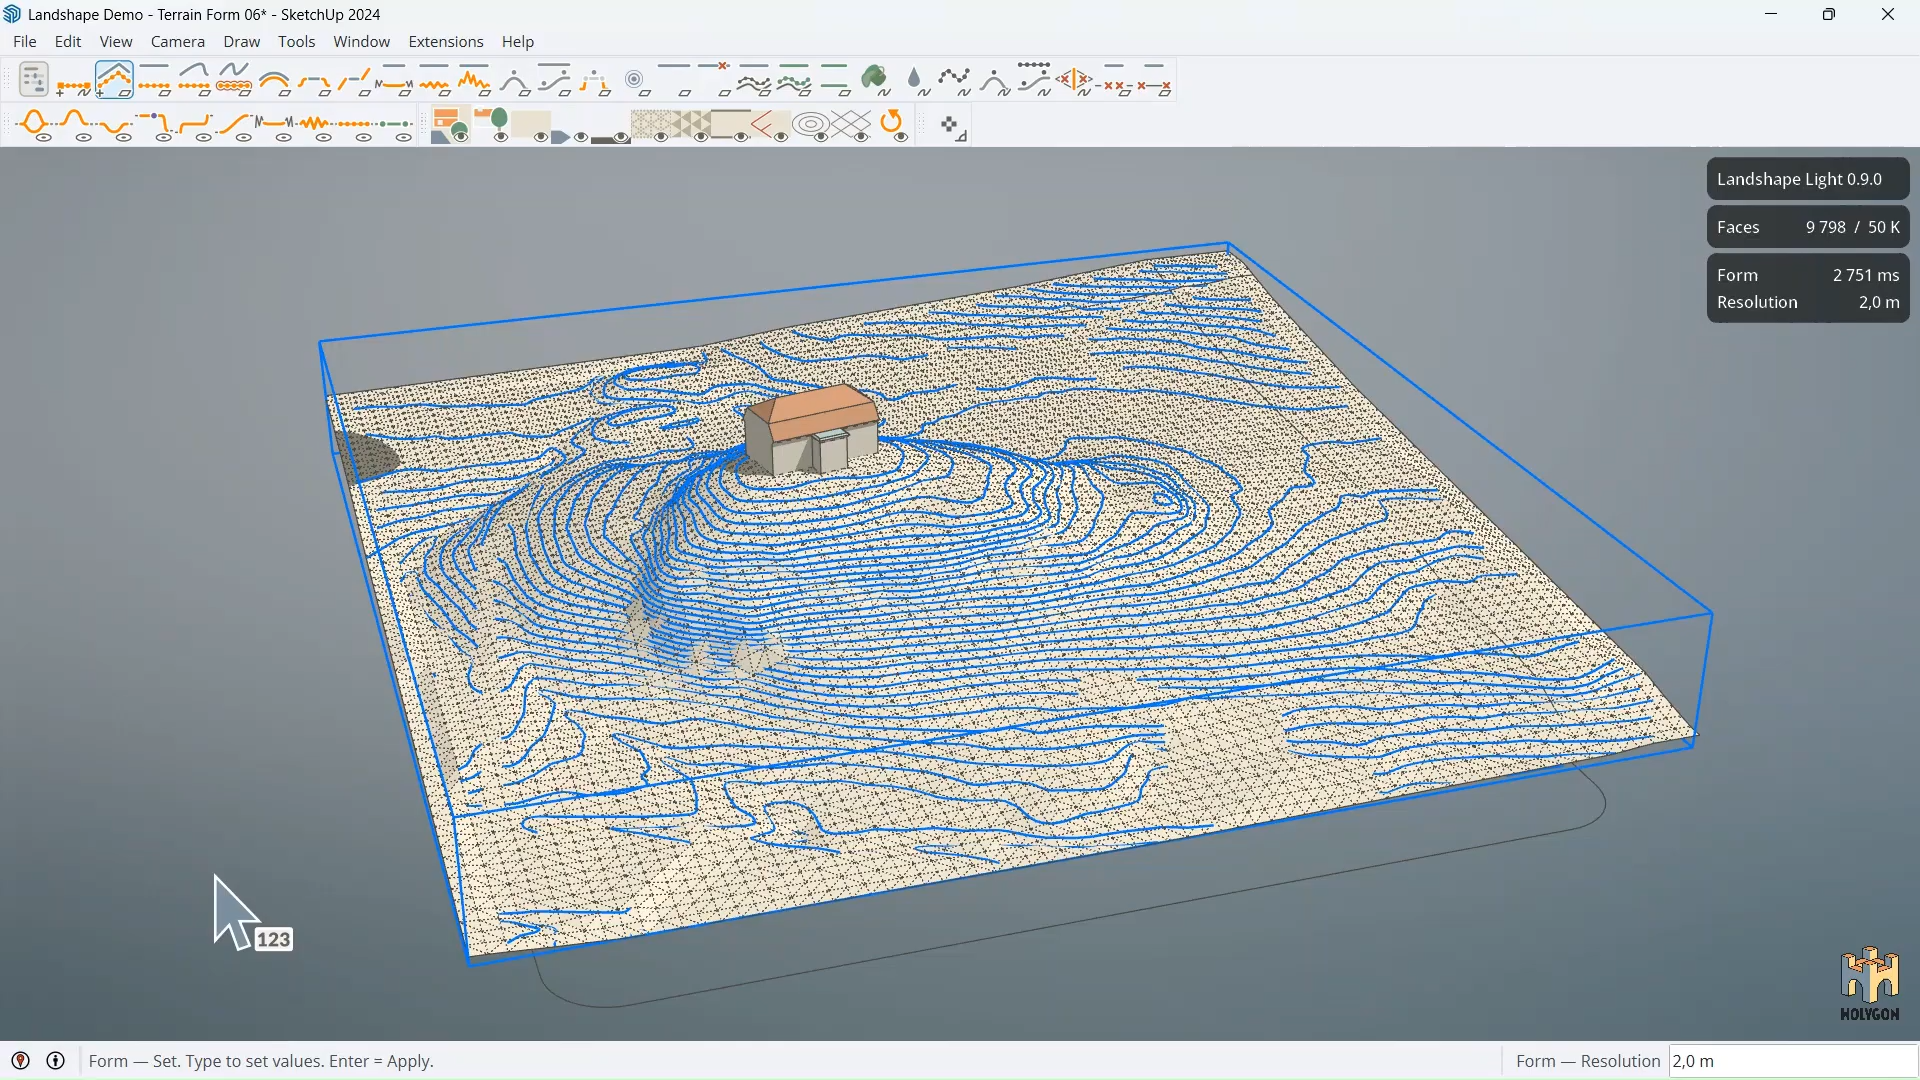 Landshape Demo - Terrain Form 06* - SketchUp 2024
File Edit View Camera Draw Tools Window Extensions Help
Landshape Light 0.9.0
Faces 9 798 / 50 K
Form 2 751 ms
Resolution 2,0 m
123
HOLYGON
Form — Set. Type to set values. Enter = Apply.
Form — Resolution 2,0 m